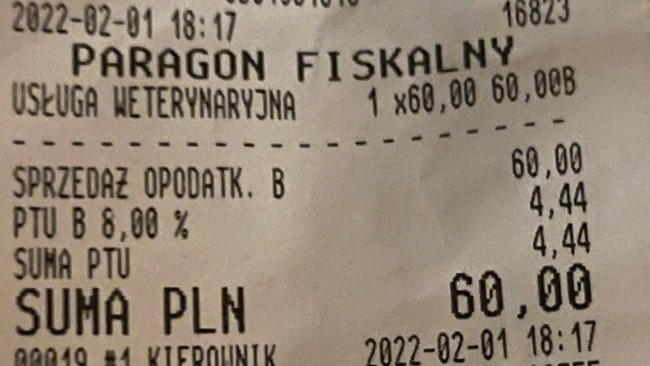 2022-02-01 18:17 16823
PARAGON FISKALNY
USŁUGA WETERYNARYJNA 1 x60,00 60,00B
SPRZEDAŻ OPODATK. B 60,00
PTU B 8,00 % 4,44
SUMA PTU 4,44
SUMA PLN 60,00
00019 #1 KIEROWNIK 2022-02-01 18:17